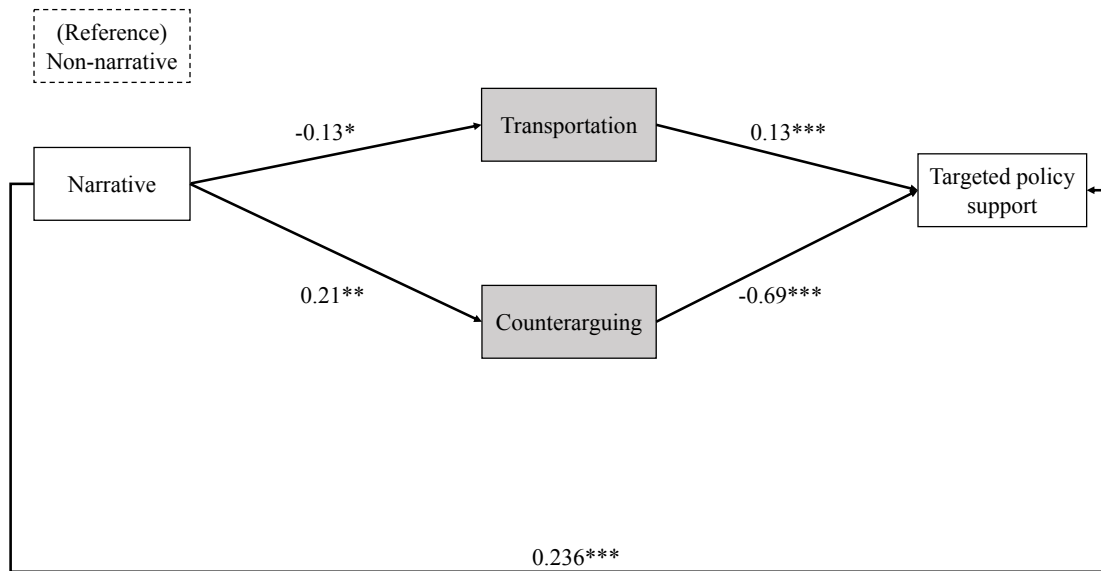 (Reference)
Non-narrative
Transportation
-0.13*
0.13***
Narrative
Targeted policy
support
0.21**
-0.69***
Counterarguing
0.236***